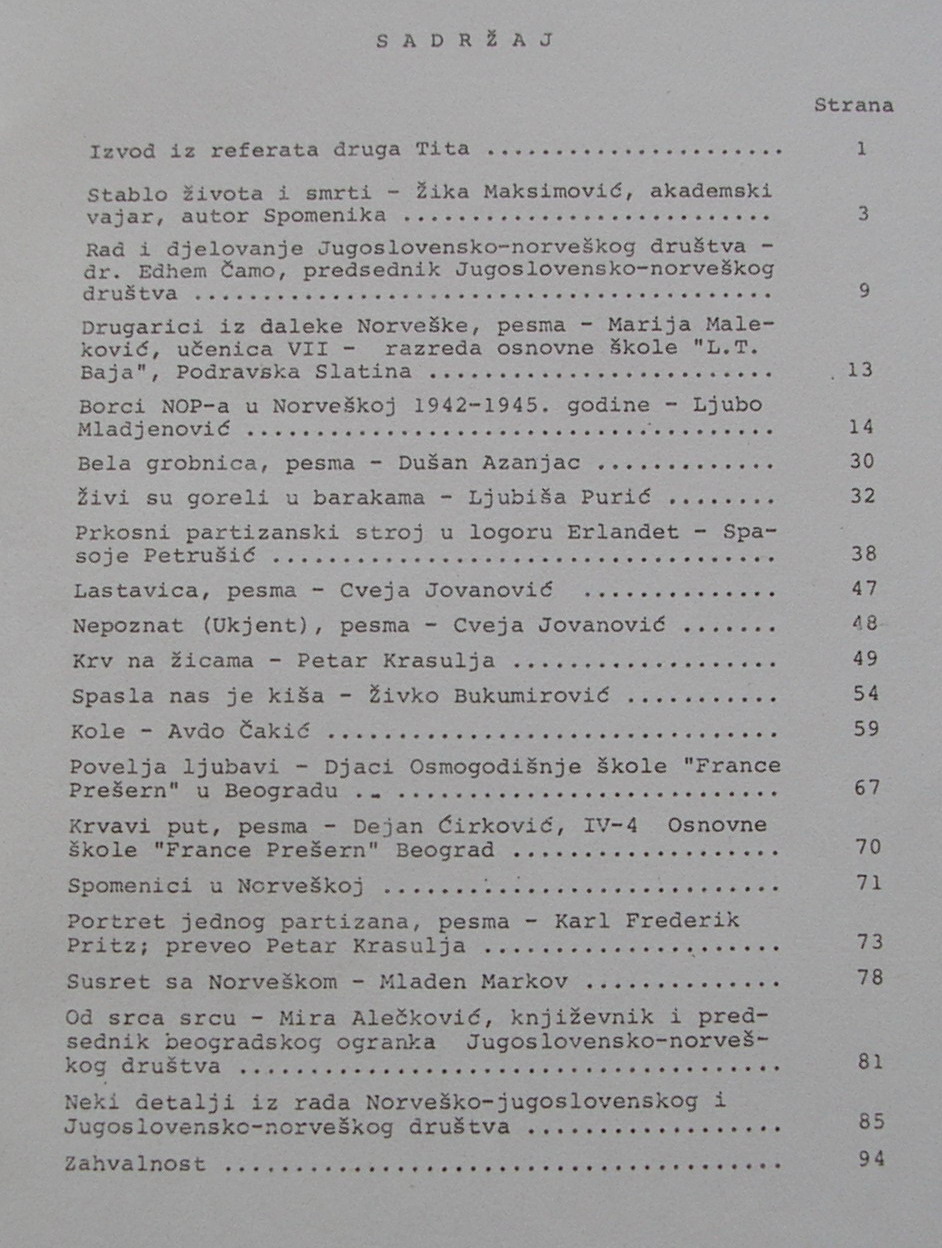 S A D R Ž A J
Strana
Izvod iz referata druga Tita ...................... 1
Stablo života i smrti - Žika Maksimović, akademski
vajar, autor Spomenika ........................... 3
Rad i djelovanje Jugoslovensko-norveškog društva -
dr. Edhem Čamo, predsednik Jugoslovensko-norveškog
društva .......................................... 9
Drugarici iz daleke Norveške, pesma - Marija Male-
ković, učenica VII - razreda osnovne škole "L.T.
Baja", Podravska Slatina ......................... 13
Borci NOP-a u Norveškoj 1942-1945. godine - Ljubo
Mladjenović ...................................... 14
Bela grobnica, pesma - Dušan Azanjac ............. 30
Živi su goreli u barakama - Ljubiša Purić ........ 32
Prkosni partizanski stroj u logoru Erlandet - Spa-
soje Petrušić .................................... 38
Lastavica, pesma - Cveja Jovanović .............. 47
Nepoznat (Ukjent), pesma - Cveja Jovanović ....... 48
Krv na žicama - Petar Krasulja ................... 49
Spasla nas je kiša - Živko Bukumirović ........... 54
Kole - Avdo Čakić ................................ 59
Povelja ljubavi - Djaci Osmogodišnje škole "France
Prešern" u Beogradu .. ........................... 67
Krvavi put, pesma - Dejan Ćirković, IV-4 Osnovne
škole "France Prešern" Beograd ................... 70
Spomenici u Norveškoj ............................ 71
Portret jednog partizana, pesma - Karl Frederik
Pritz; preveo Petar Krasulja ..................... 73
Susret sa Norveškom - Mladen Markov .............. 78
Od srca srcu - Mira Alečković, književnik i pred-
sednik beogradskog ogranka Jugoslovensko-norveš-
kog društva ...................................... 81
Neki detalji iz rada Norveško-jugoslovenskog i
Jugoslovensko-norveškog društva .................. 85
Zahvalnost ....................................... 94